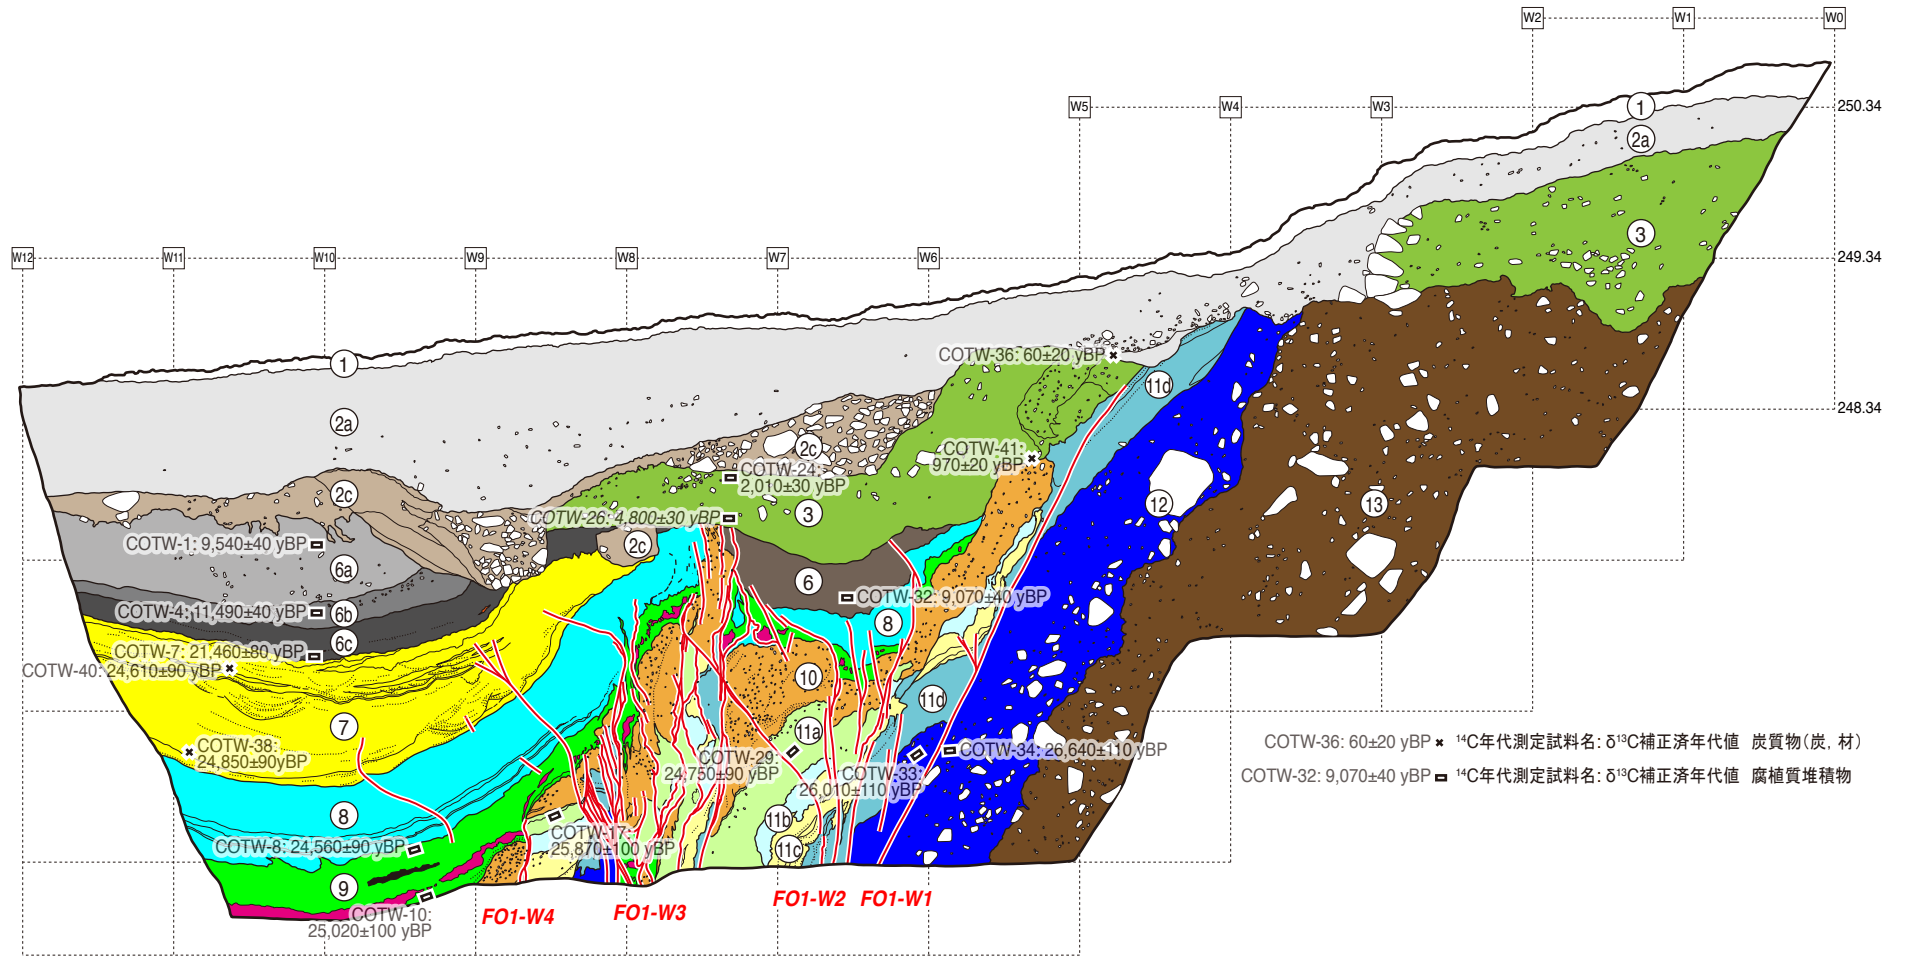 W2
W1
W0
W5
W4
W3
250.34
1
2a
3
W12
W11
W10
W9
W8
W7
W6
249.34
1
COTW-36: 60±20 yBP
11d
248.34
2a
2c
COTW-41:
970±20 yBP
COTW-24:
2,010±30 yBP
2c
12
13
3
COTW-26: 4,800±30 yBP
2c
COTW-1: 9,540±40 yBP
6a
6
COTW-32: 9,070±40 yBP
COTW-4: 11,490±40 yBP
6b
8
6c
COTW-7: 21,460±80 yBP
COTW-40: 24,610±90 yBP
10
11d
7
11a
COTW-38:
24,850±90yBP
COTW-29:
24,750±90 yBP
COTW-33:
26,010±110 yBP
COTW-34: 26,640±110 yBP
COTW-36: 60±20 yBP ¹⁴C年代測定試料名: δ¹³C補正済年代値 炭質物(炭, 材)
COTW-32: 9,070±40 yBP ¹⁴C年代測定試料名: δ¹³C補正済年代値 腐植質堆積物
8
11b
COTW-17:
25,870±100 yBP
COTW-8: 24,560±90 yBP
11c
9
COTW-10:
25,020±100 yBP
FO1-W4
FO1-W3
FO1-W2
FO1-W1